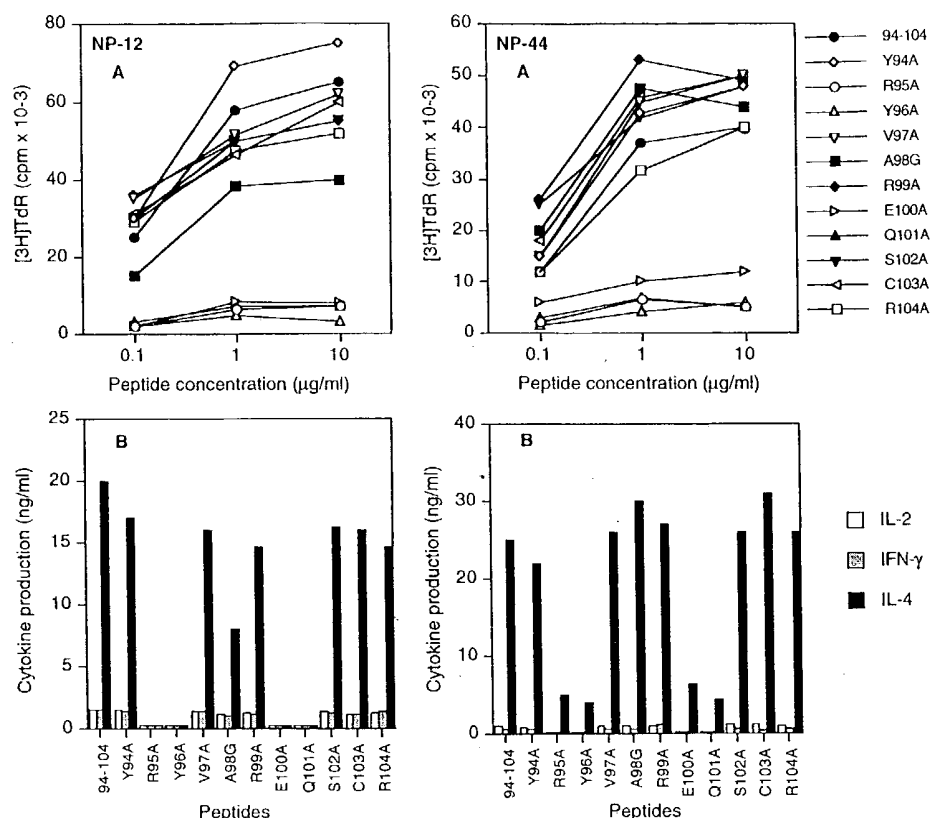 NP-12
A
[3H]TdR (cpm x 10-3)
80
60
40
20
0
0.1
1
10
Peptide concentration (µg/ml)
NP-44
A
[3H]TdR (cpm x 10-3)
60
50
40
30
20
10
0
0.1
1
10
Peptide concentration (µg/ml)
94-104
Y94A
R95A
Y96A
V97A
A98G
R99A
E100A
Q101A
S102A
C103A
R104A
B
Cytokine production (ng/ml)
25
20
15
10
5
0
94-104
Y94A
R95A
Y96A
V97A
A98G
R99A
E100A
Q101A
S102A
C103A
R104A
Peptides
B
Cytokine production (ng/ml)
40
30
20
10
0
94-104
Y94A
R95A
Y96A
V97A
A98G
R99A
E100A
Q101A
S102A
C103A
R104A
Peptides
IL-2
IFN-γ
IL-4